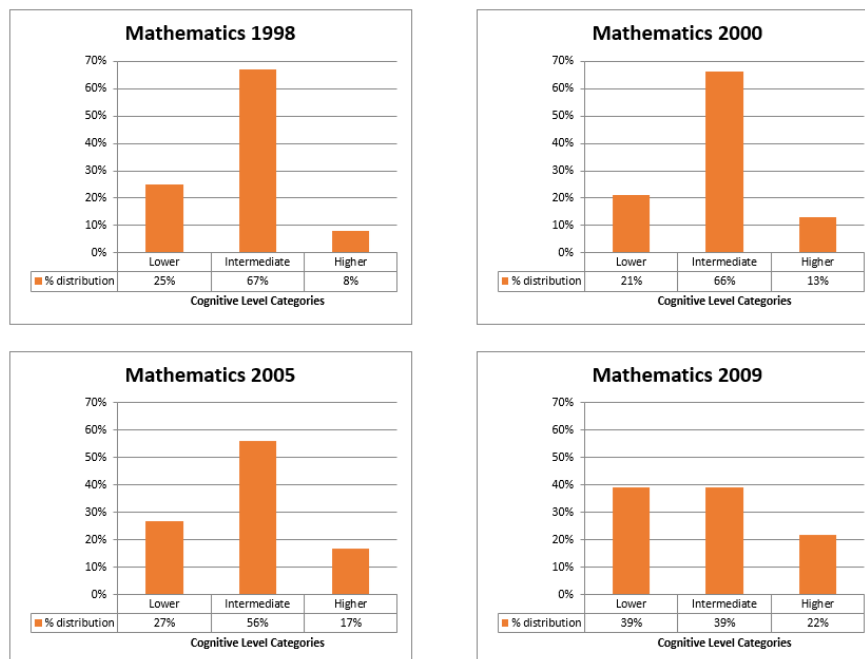 Mathematics 1998
70%
60%
50%
40%
30%
20%
10%
0%
Lower Intermediate Higher
% distribution 25% 67% 8%
Cognitive Level Categories
Mathematics 2000
70%
60%
50%
40%
30%
20%
10%
0%
Lower Intermediate Higher
% distribution 21% 66% 13%
Cognitive Level Categories
Mathematics 2005
70%
60%
50%
40%
30%
20%
10%
0%
Lower Intermediate Higher
% distribution 27% 56% 17%
Cognitive Level Categories
Mathematics 2009
70%
60%
50%
40%
30%
20%
10%
0%
Lower Intermediate Higher
% distribution 39% 39% 22%
Cognitive Level Categories